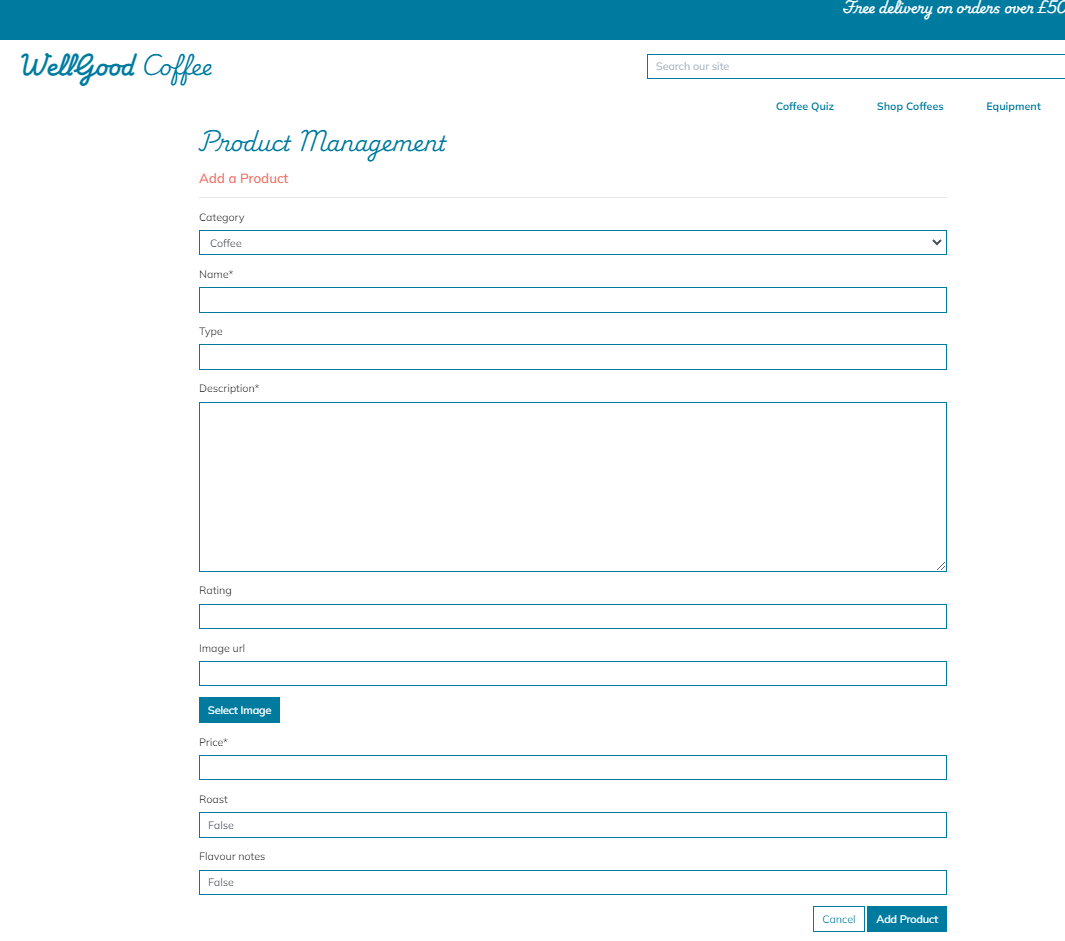 Free delivery on orders over £50
WellGood Coffee
Search our site
Coffee Quiz Shop Coffees Equipment
Product Management
Add a Product
Category
Coffee
Name*
Type
Description*
Rating
Image url
Select Image
Price*
Roast
False
Flavour notes
False
Cancel Add Product